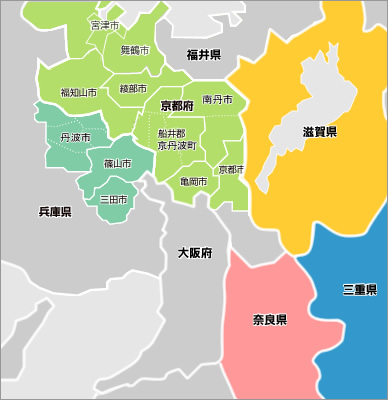 宮津市
舞鶴市
福井県
福知山市
綾部市
京都府
南丹市
滋賀県
丹波市
船井郡
京丹波町
篠山市
京都市
亀岡市
三田市
兵庫県
大阪府
三重県
奈良県